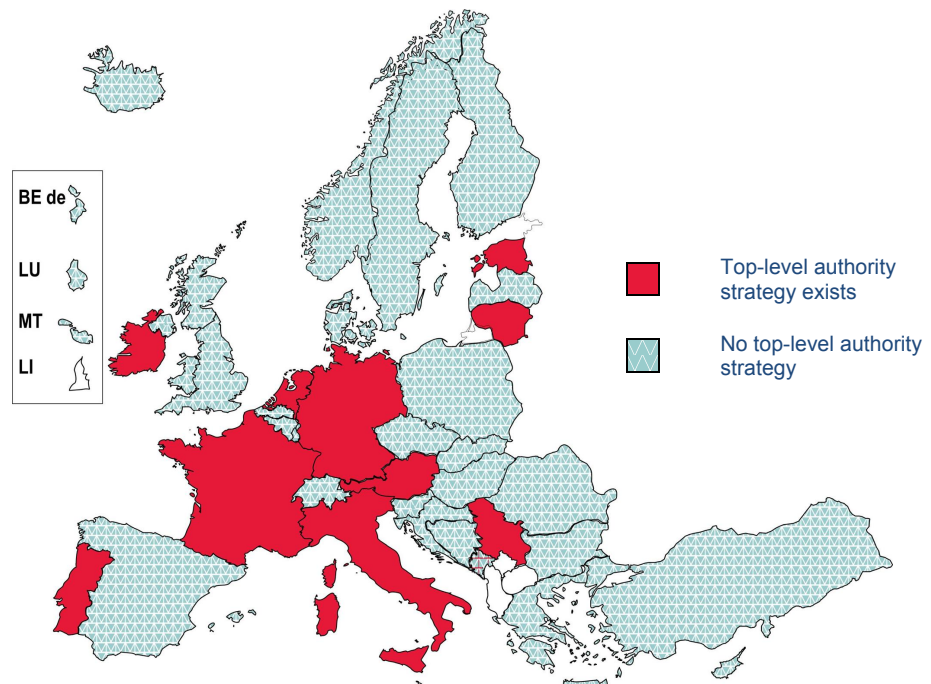 BE de
LU
MT
LI
Top-level authority
strategy exists
No top-level authority
strategy